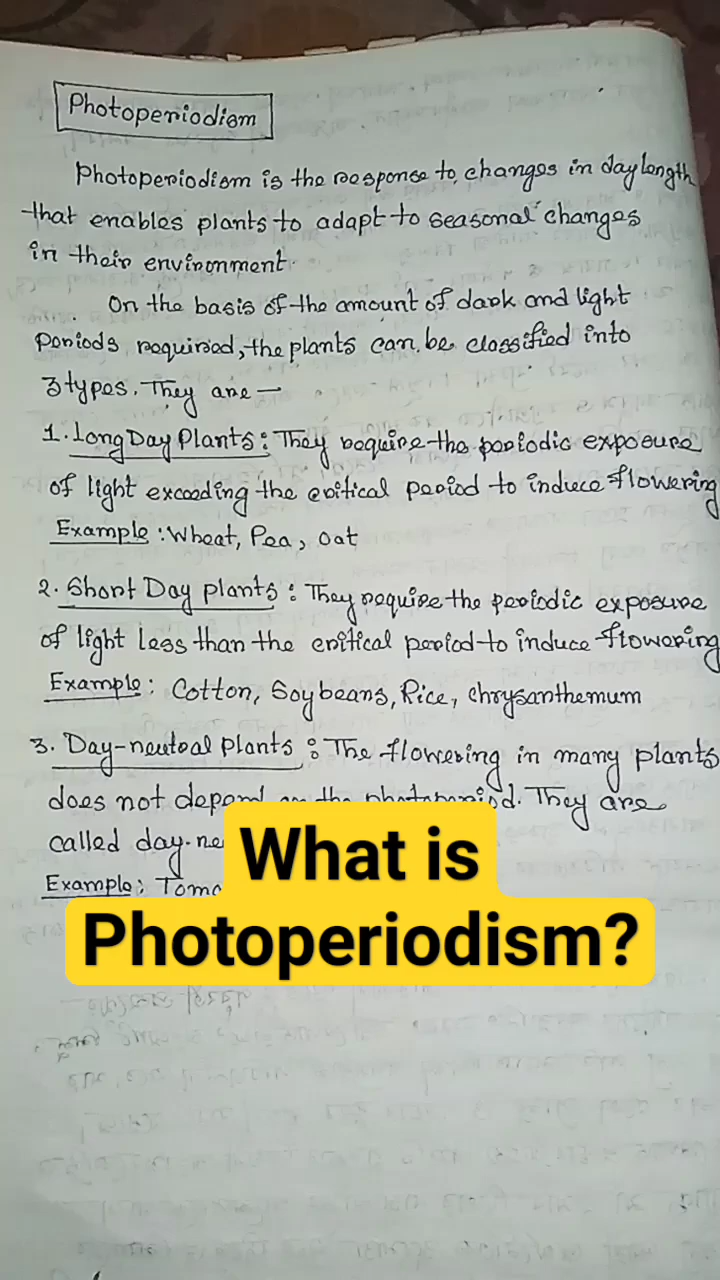 Photoperiodism
Photoperiodism is the response to changes in day length
that enables plants to adapt to seasonal changes
in their environment.
On the basis of the amount of dark and light
periods required, the plants can be classified into
3 types. They are —
1. Long Day Plants: They require the periodic exposure
of light exceeding the critical period to induce flowering
Example: Wheat, Pea, Oat
2. Short Day plants: They require the periodic exposure
of light less than the critical period to induce flowering
Example: Cotton, Soybeans, Rice, Chrysanthemum
3. Day-neutral plants: The flowering in many plants
does not depend on the photoperiod. They are
called day-ne
Example: Toma
What is
Photoperiodism?